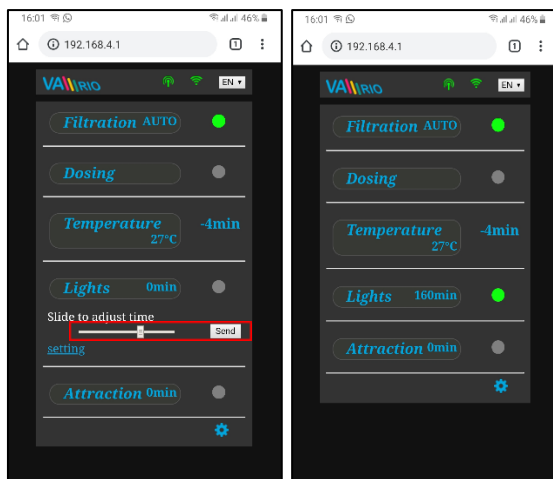 16:01 46%
192.168.4.1 1
VA RIO EN
Filtration AUTO
Dosing
Temperature -4min
27°C
Lights 0min
Slide to adjust time
Send
setting
Attraction 0min
16:01 46%
192.168.4.1 1
VA RIO EN
Filtration AUTO
Dosing
Temperature -4min
27°C
Lights 160min
Attraction 0min